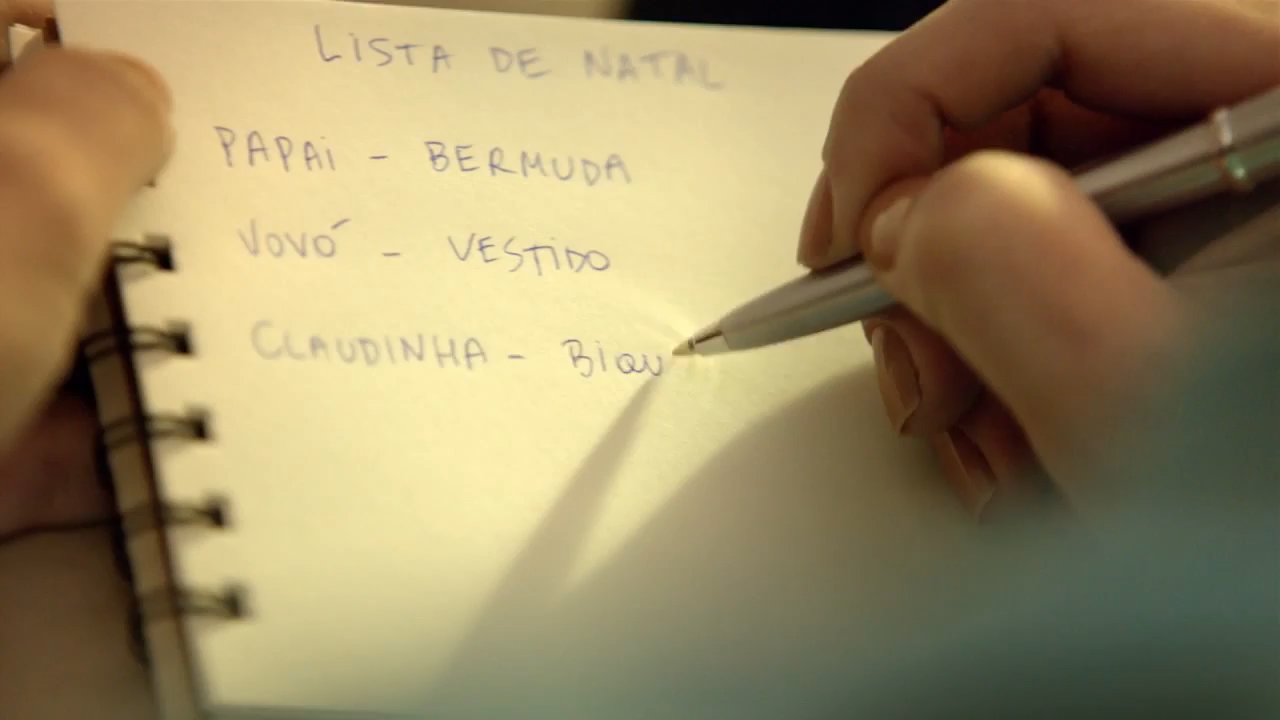 LISTA DE NATAL
PAPAI - BERMUDA
VOVÓ - VESTIDO
CLAUDINHA - BIQU